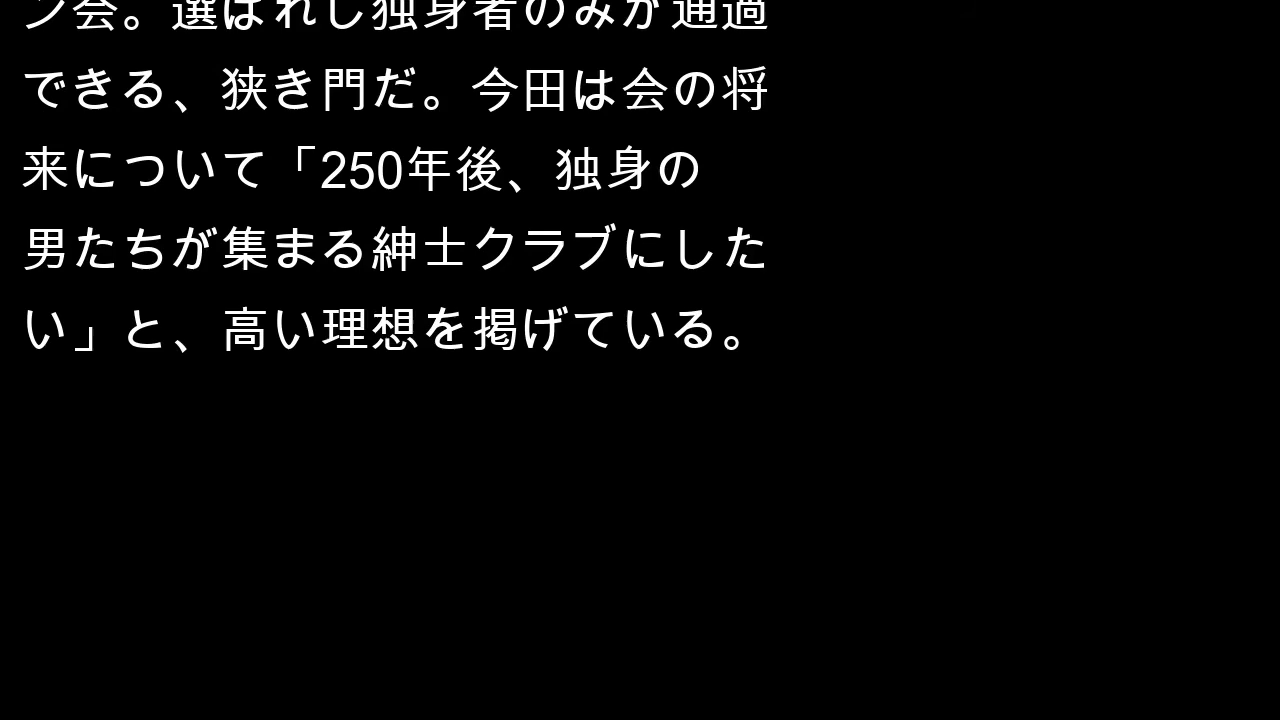 ン会。選ばれし独身者のみが通過
できる、狭き門だ。今田は会の将
来について「250年後、独身の
男たちが集まる紳士クラブにした
い」と、高い理想を掲げている。